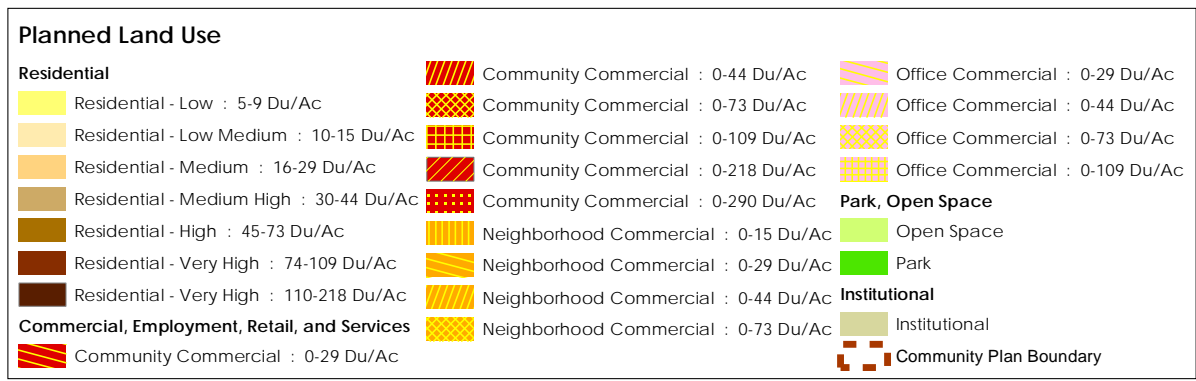 Planned Land Use
Residential
Residential - Low : 5-9 Du/Ac
Residential - Low Medium : 10-15 Du/Ac
Residential - Medium : 16-29 Du/Ac
Residential - Medium High : 30-44 Du/Ac
Residential - High : 45-73 Du/Ac
Residential - Very High : 74-109 Du/Ac
Residential - Very High : 110-218 Du/Ac
Commercial, Employment, Retail, and Services
Community Commercial : 0-29 Du/Ac
Community Commercial : 0-44 Du/Ac
Community Commercial : 0-73 Du/Ac
Community Commercial : 0-109 Du/Ac
Community Commercial : 0-218 Du/Ac
Community Commercial : 0-290 Du/Ac
Neighborhood Commercial : 0-15 Du/Ac
Neighborhood Commercial : 0-29 Du/Ac
Neighborhood Commercial : 0-44 Du/Ac
Neighborhood Commercial : 0-73 Du/Ac
Office Commercial : 0-29 Du/Ac
Office Commercial : 0-44 Du/Ac
Office Commercial : 0-73 Du/Ac
Office Commercial : 0-109 Du/Ac
Park, Open Space
Open Space
Park
Institutional
Institutional
Community Plan Boundary